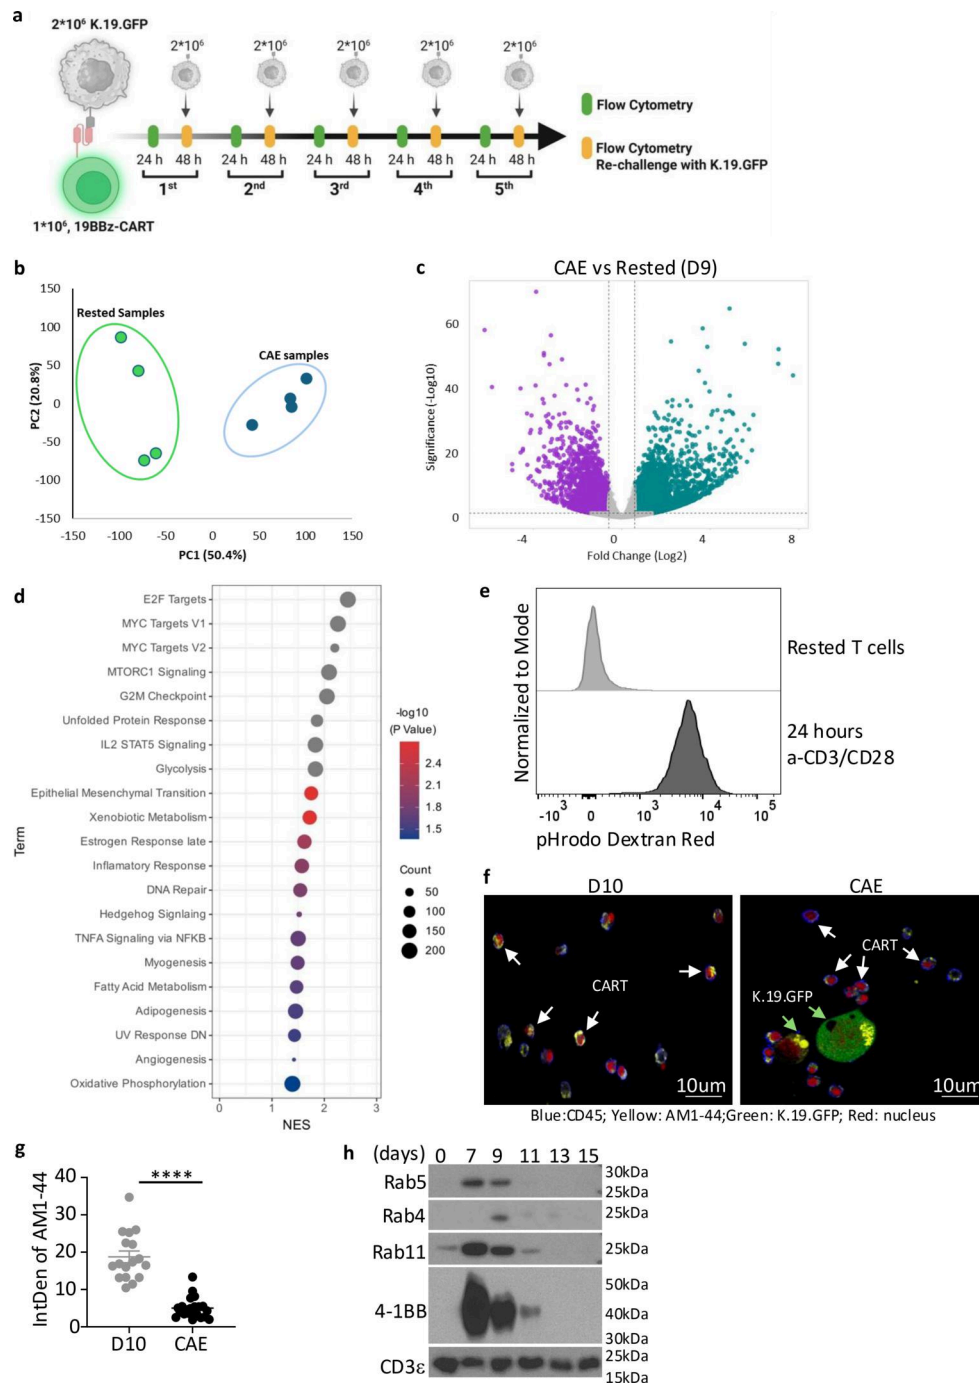 a
2*10⁶ K.19.GFP
2*10⁶ 2*10⁶ 2*10⁶ 2*10⁶ 2*10⁶
Flow Cytometry
Flow Cytometry
Re-challenge with K.19.GFP
24 h 48 h 24 h 48 h 24 h 48 h 24 h 48 h 24 h 48 h
1st 2nd 3rd 4th 5th
1*10⁶, 19BBz-CART
b
150
100
50
0
-50
-100
-150
PC2 (20.8%)
Rested Samples
CAE samples
-150 -100 -50 0 50 100 150
PC1 (50.4%)
c
CAE vs Rested (D9)
Significance (-Log10)
60
40
20
0
-4 0 4 8
Fold Change (Log2)
d
Term
E2F Targets
MYC Targets V1
MYC Targets V2
MTORC1 Signaling
G2M Checkpoint
Unfolded Protein Response
IL2 STAT5 Signaling
Glycolysis
Epithelial Mesenchymal Transition
Xenobiotic Metabolism
Estrogen Response late
Inflamatory Response
DNA Repair
Hedgehog Signlaing
TNFA Signaling via NFKB
Myogenesis
Fatty Acid Metabolism
Adipogenesis
UV Response DN
Angiogenesis
Oxidative Phosphorylation
0 1 2 3
NES
-log10
(P Value)
2.4
2.1
1.8
1.5
Count
50
100
150
200
e
Normalized to Mode
Rested T cells
24 hours
a-CD3/CD28
-10³ 0 10³ 10⁴ 10⁵
pHrodo Dextran Red
f
D10 CAE
CART
CART
K.19.GFP
10um 10um
Blue:CD45; Yellow: AM1-44;Green: K.19.GFP; Red: nucleus
g
IntDen of AM1-44
40
30
20
10
0
****
D10 CAE
h
(days) 0 7 9 11 13 15
Rab5
30kDa
25kDa
Rab4
25kDa
Rab11
25kDa
4-1BB
50kDa
40kDa
30kDa
CD3ε
25kDa
15kDa